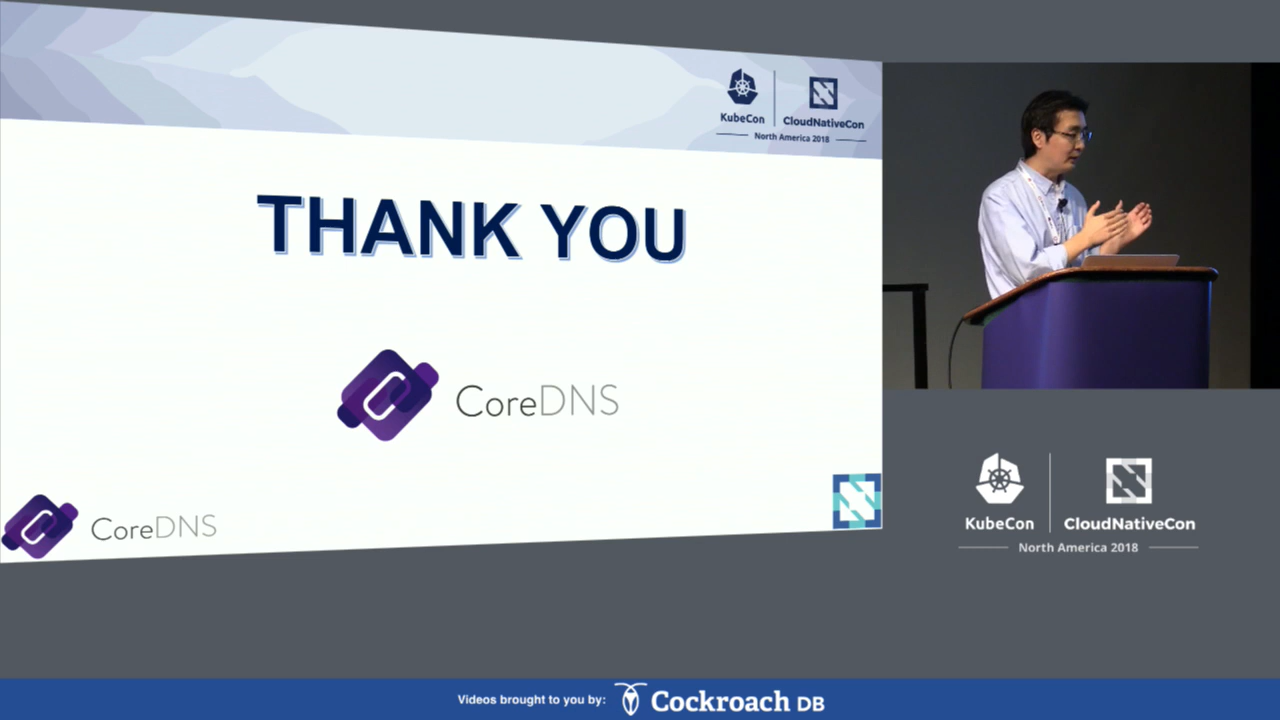 KubeCon
CloudNativeCon
North America 2018
THANK YOU
CoreDNS
CoreDNS
KubeCon
CloudNativeCon
North America 2018
Videos brought to you by: Cockroach DB